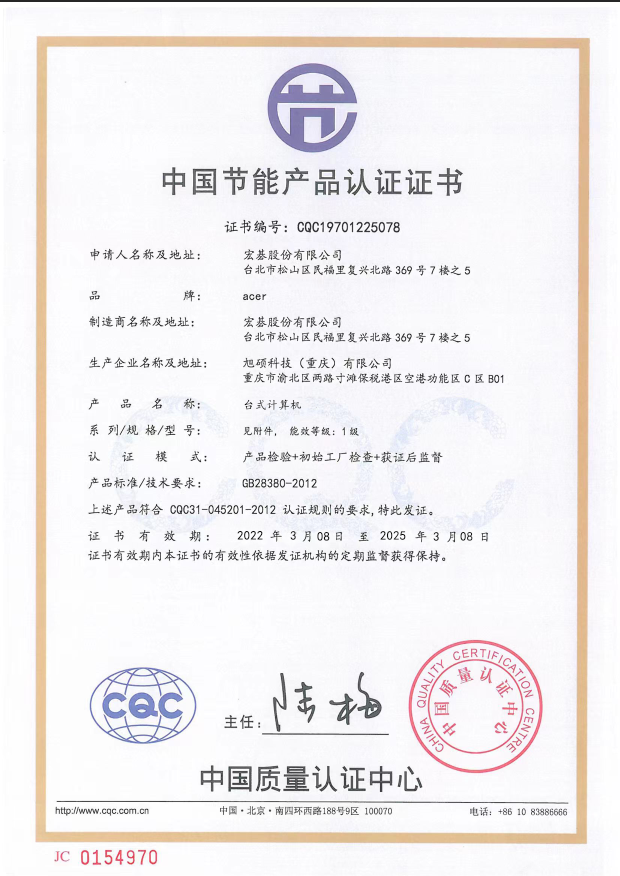 中国节能产品认证证书
证书编号：CQC19701225078
申请人名称及地址： 宏碁股份有限公司
台北市松山区民福里复兴北路 369 号 7 楼之 5
品牌： acer
制造商名称及地址： 宏碁股份有限公司
台北市松山区民福里复兴北路 369 号 7 楼之 5
生产企业名称及地址： 旭硕科技（重庆）有限公司
重庆市渝北区两路寸滩保税港区空港功能区 C 区 B01
产品名称： 台式计算机
系列/规格/型号： 见附件， 能效等级：1 级
认证模式： 产品检验+初始工厂检查+获证后监督
产品标准/技术要求： GB28380-2012
上述产品符合 CQC31-045201-2012 认证规则的要求,特此发证。
证书有效期： 2022 年 3 月 08 日 至 2025 年 3 月 08 日
证书有效期内本证书的有效性依据发证机构的定期监督获得保持。
CQC
主任： 陆梅
CHINA QUALITY CERTIFICATION CENTRE
中国质量认证中心
中国质量认证中心
http://www.cqc.com.cn 中国·北京·南四环西路188号9区 100070 电话：+86 10 83886666
JC 0154970